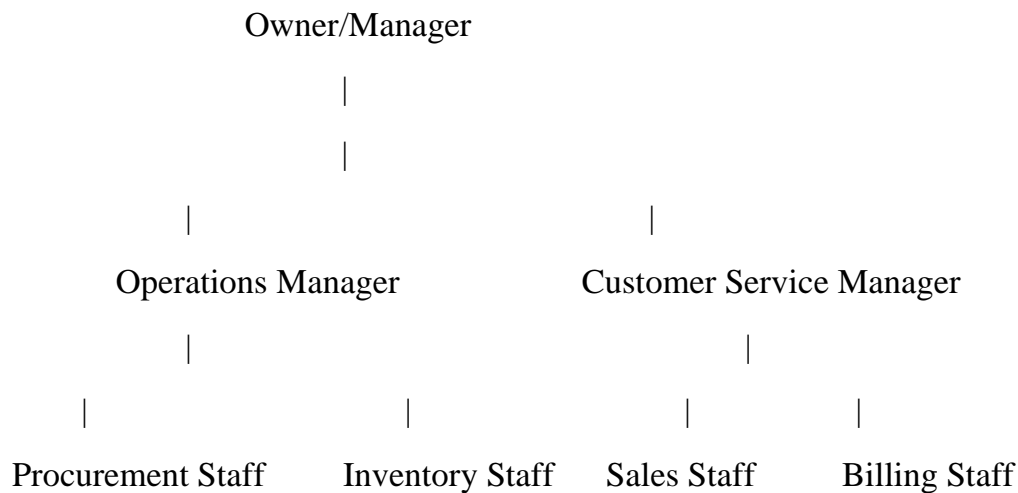 Owner/Manager
|
|
| |
Operations Manager Customer Service Manager
| |
| | | |
Procurement Staff Inventory Staff Sales Staff Billing Staff